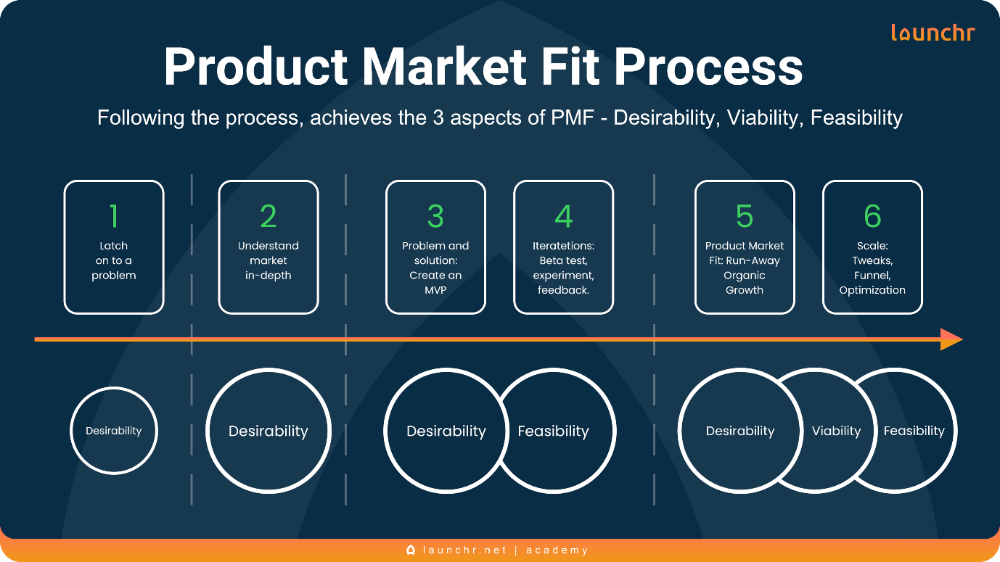 launchr
Product Market Fit Process
Following the process, achieves the 3 aspects of PMF - Desirability, Viability, Feasibility
1
Latch
on to a
problem
2
Understand
market
in-depth
3
Problem and
solution:
Create an
MVP
4
Iteratetions:
Beta test,
experiment,
feedback.
5
Product Market
Fit: Run-Away
Organic
Growth
6
Scale:
Tweaks,
Funnel,
Optimization
Desirability
Desirability
Desirability
Feasibility
Desirability
Viability
Feasibility
launchr.net | academy